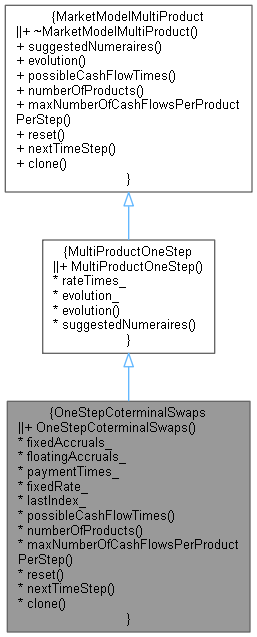 {MarketModelMultiProduct
||+ ~MarketModelMultiProduct()
+ suggestedNumeraires()
+ evolution()
+ possibleCashFlowTimes()
+ numberOfProducts()
+ maxNumberOfCashFlowsPerProduct
PerStep()
+ reset()
+ nextTimeStep()
+ clone()
}
{MultiProductOneStep
||+ MultiProductOneStep()
* rateTimes_
* evolution_
* evolution()
* suggestedNumeraires()
}
{OneStepCoterminalSwaps
||+ OneStepCoterminalSwaps()
* fixedAccruals_
* floatingAccruals_
* paymentTimes_
* fixedRate_
* lastIndex_
* possibleCashFlowTimes()
* numberOfProducts()
* maxNumberOfCashFlowsPerProduct
PerStep()
* reset()
* nextTimeStep()
* clone()
}